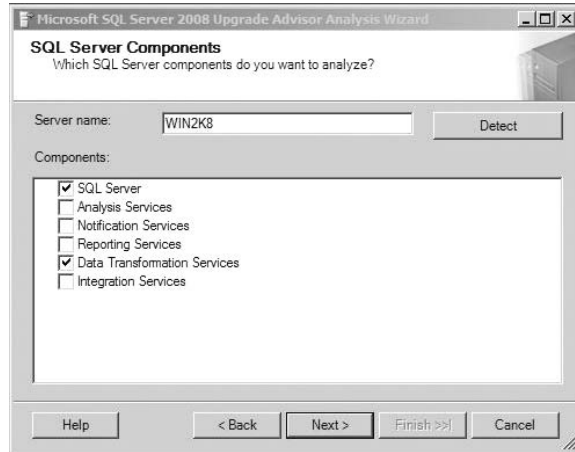 Microsoft SQL Server 2008 Upgrade Advisor Analysis Wizard
SQL Server Components
Which SQL Server components do you want to analyze?
Server name:
WIN2K8
Detect
Components:
SQL Server
Analysis Services
Notification Services
Reporting Services
Data Transformation Services
Integration Services
Help
< Back
Next >
Finish >>|
Cancel